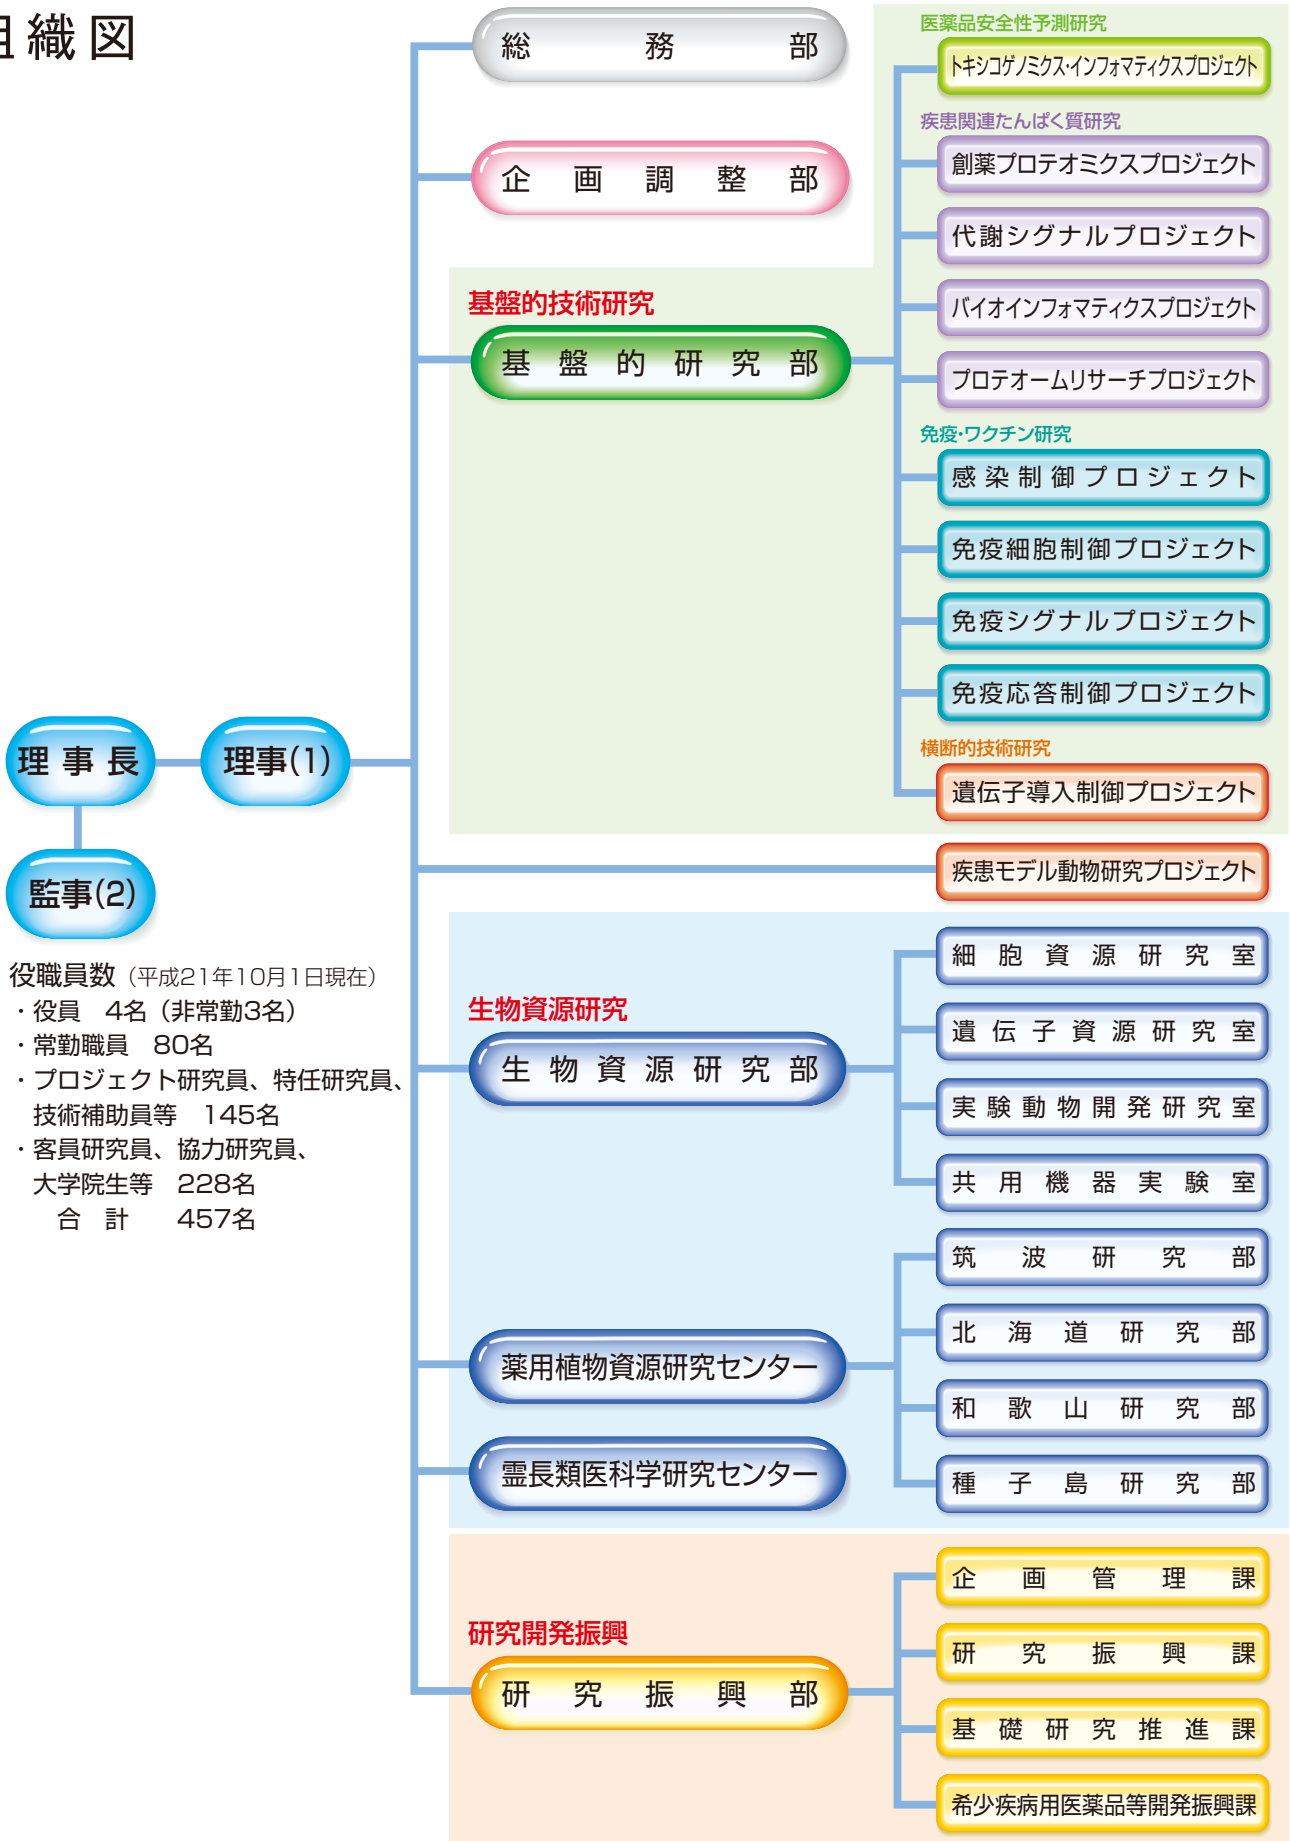 組織図
総務部
企画調整部
基盤的技術研究
基盤的研究部
医薬品安全性予測研究
トキシコゲノミクス・インフォマティクスプロジェクト
疾患関連たんぱく質研究
創薬プロテオミクスプロジェクト
代謝シグナルプロジェクト
バイオインフォマティクスプロジェクト
プロテオームリサーチプロジェクト
免疫・ワクチン研究
感染制御プロジェクト
免疫細胞制御プロジェクト
免疫シグナルプロジェクト
免疫応答制御プロジェクト
横断的技術研究
遺伝子導入制御プロジェクト
疾患モデル動物研究プロジェクト
理事長
理事(1)
監事(2)
役職員数（平成21年10月1日現在）
・役員　4名（非常勤3名）
・常勤職員　80名
・プロジェクト研究員、特任研究員、
技術補助員等　145名
・客員研究員、協力研究員、
大学院生等　228名
合　計　　457名
生物資源研究
生物資源研究部
細胞資源研究室
遺伝子資源研究室
実験動物開発研究室
共用機器実験室
薬用植物資源研究センター
筑波研究部
北海道研究部
和歌山研究部
種子島研究部
霊長類医科学研究センター
研究開発振興
研究振興部
企画管理課
研究振興課
基礎研究推進課
希少疾病用医薬品等開発振興課